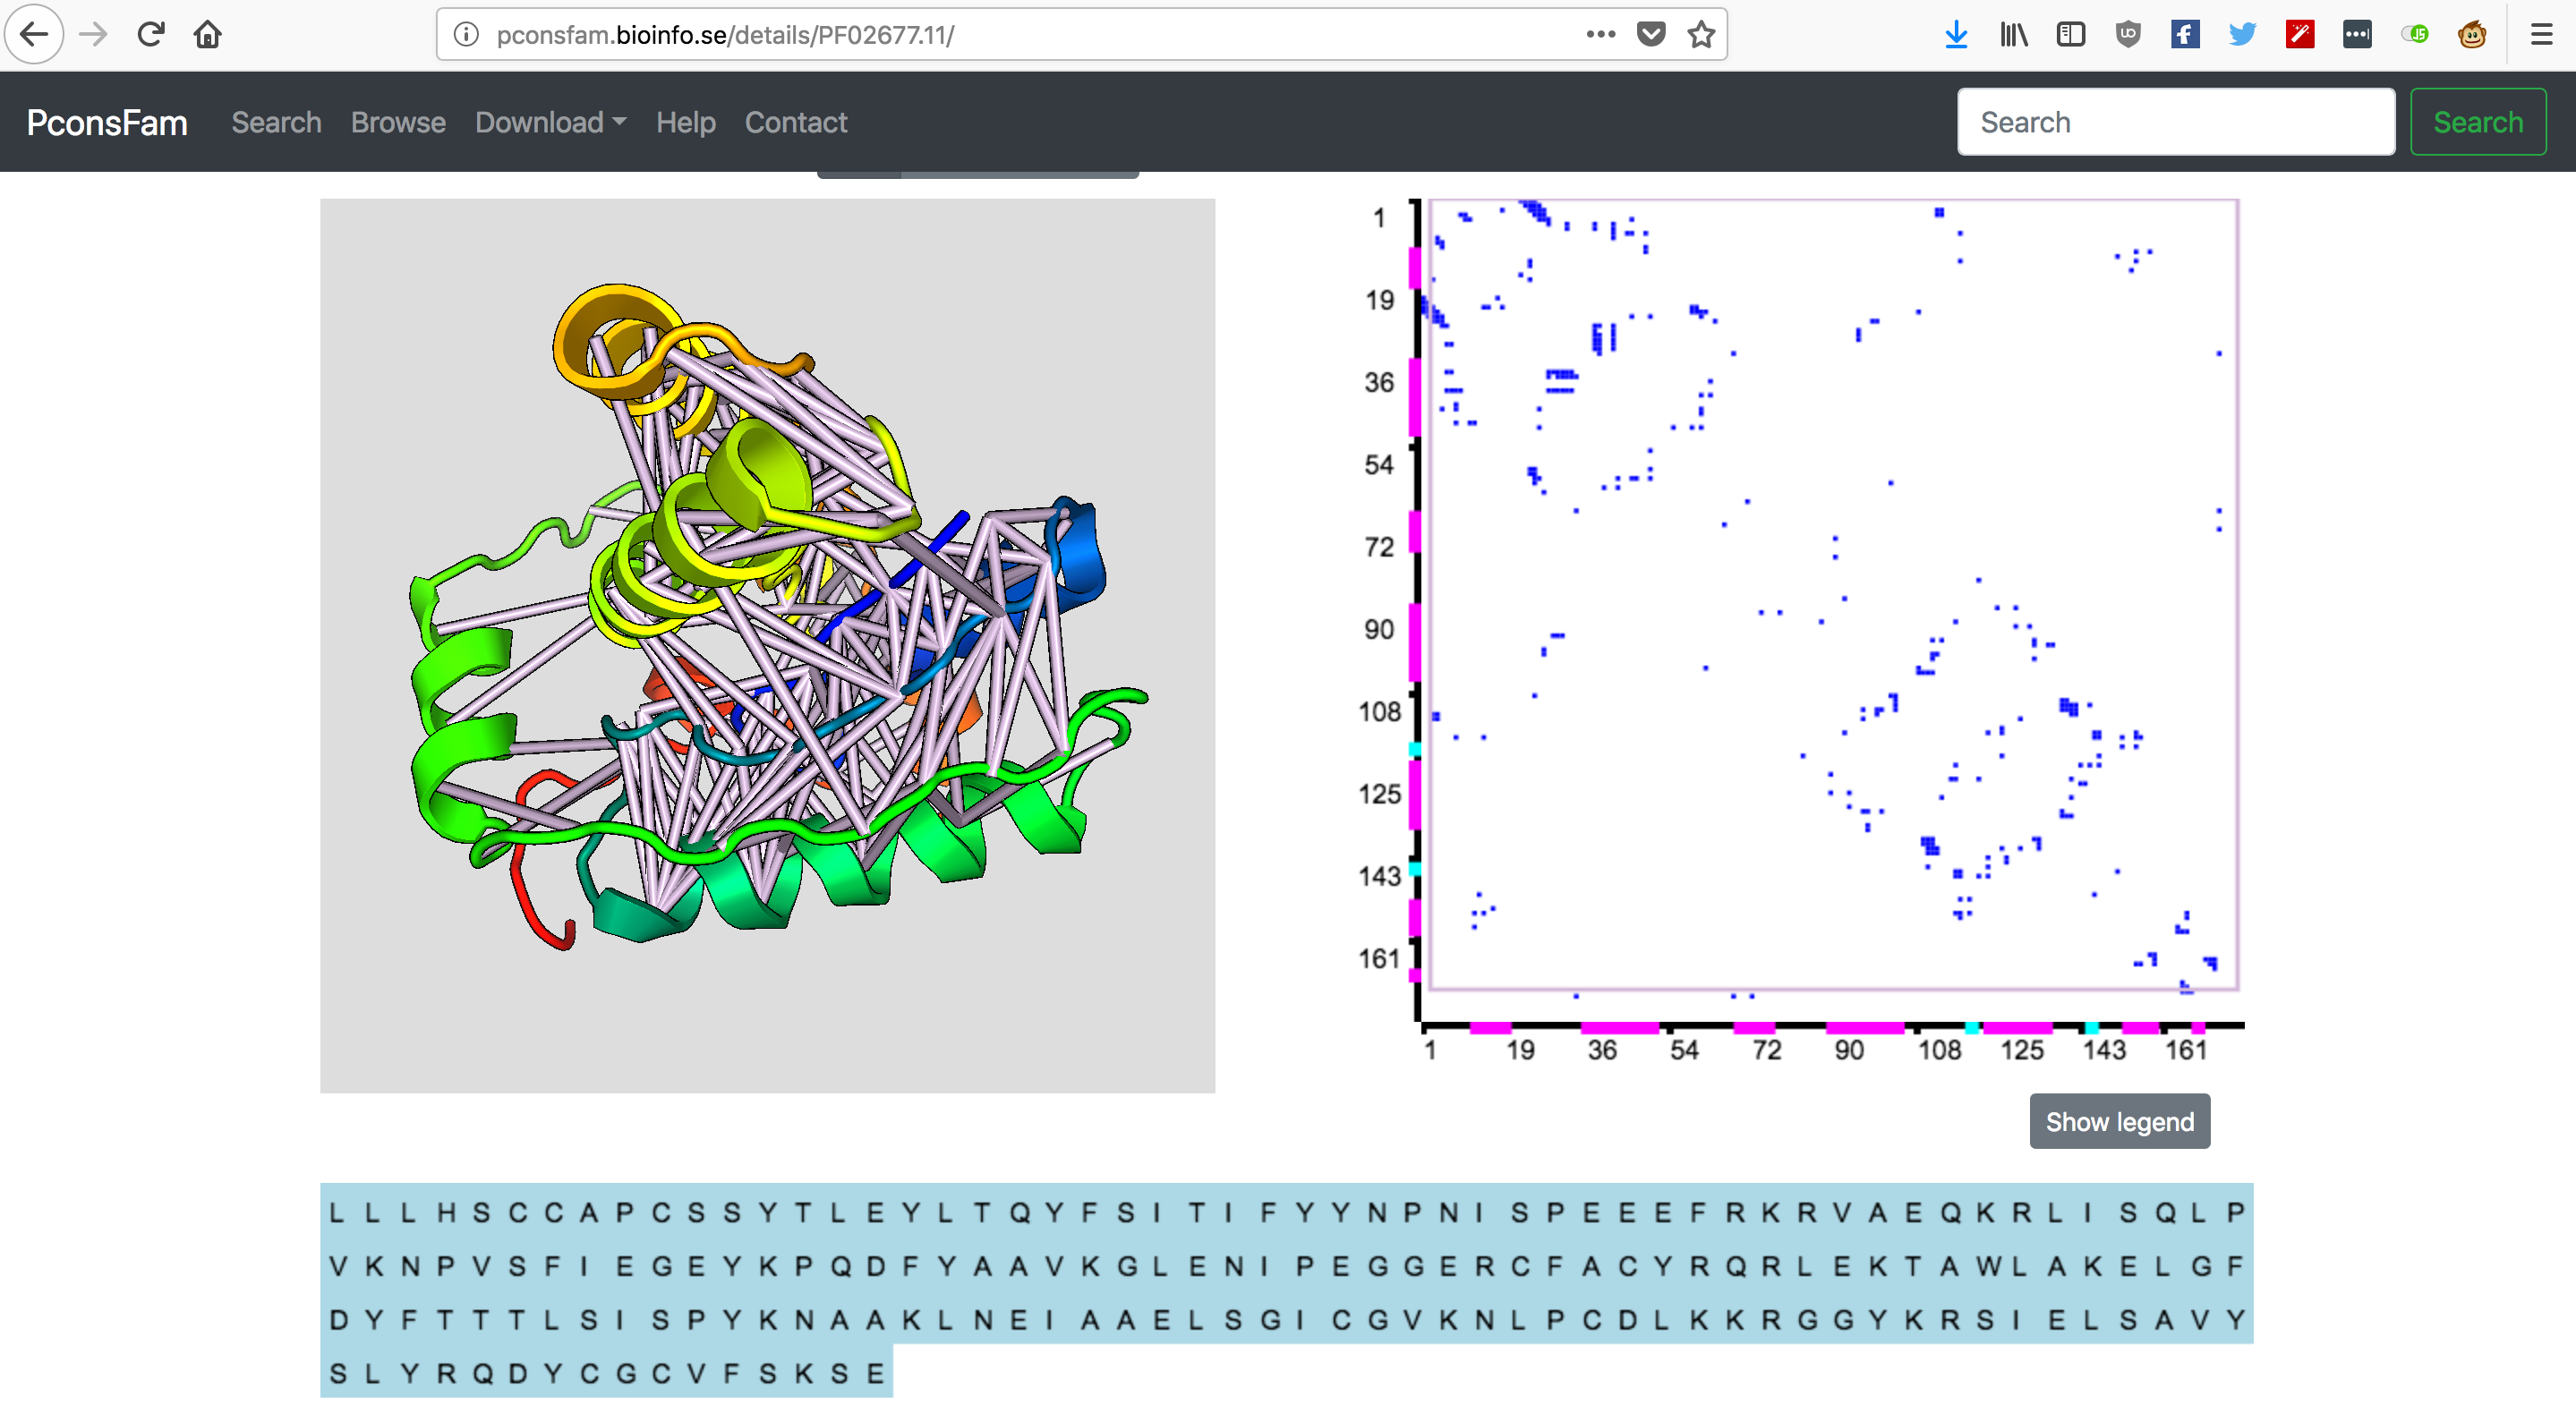 pconsfam.bioinfo.se/details/PF02677.11/
PconsFam Search Browse Download Help Contact Search Search
1
19
36
54
72
90
108
125
143
161
1 19 36 54 72 90 108 125 143 161
Show legend
L L L H S C C A P C S S Y T L E Y L T Q Y F S I T I F Y Y N P N I S P E E E F R K R V A E Q K R L I S Q L P
V K N P V S F I E G E Y K P Q D F Y A A V K G L E N I P E G G E R C F A C Y R Q R L E K T A W L A K E L G F
D Y F T T T L S I S P Y K N A A K L N E I A A E L S G I C G V K N L P C D L K K R G G Y K R S I E L S A V Y
S L Y R Q D Y C G C V F S K S E